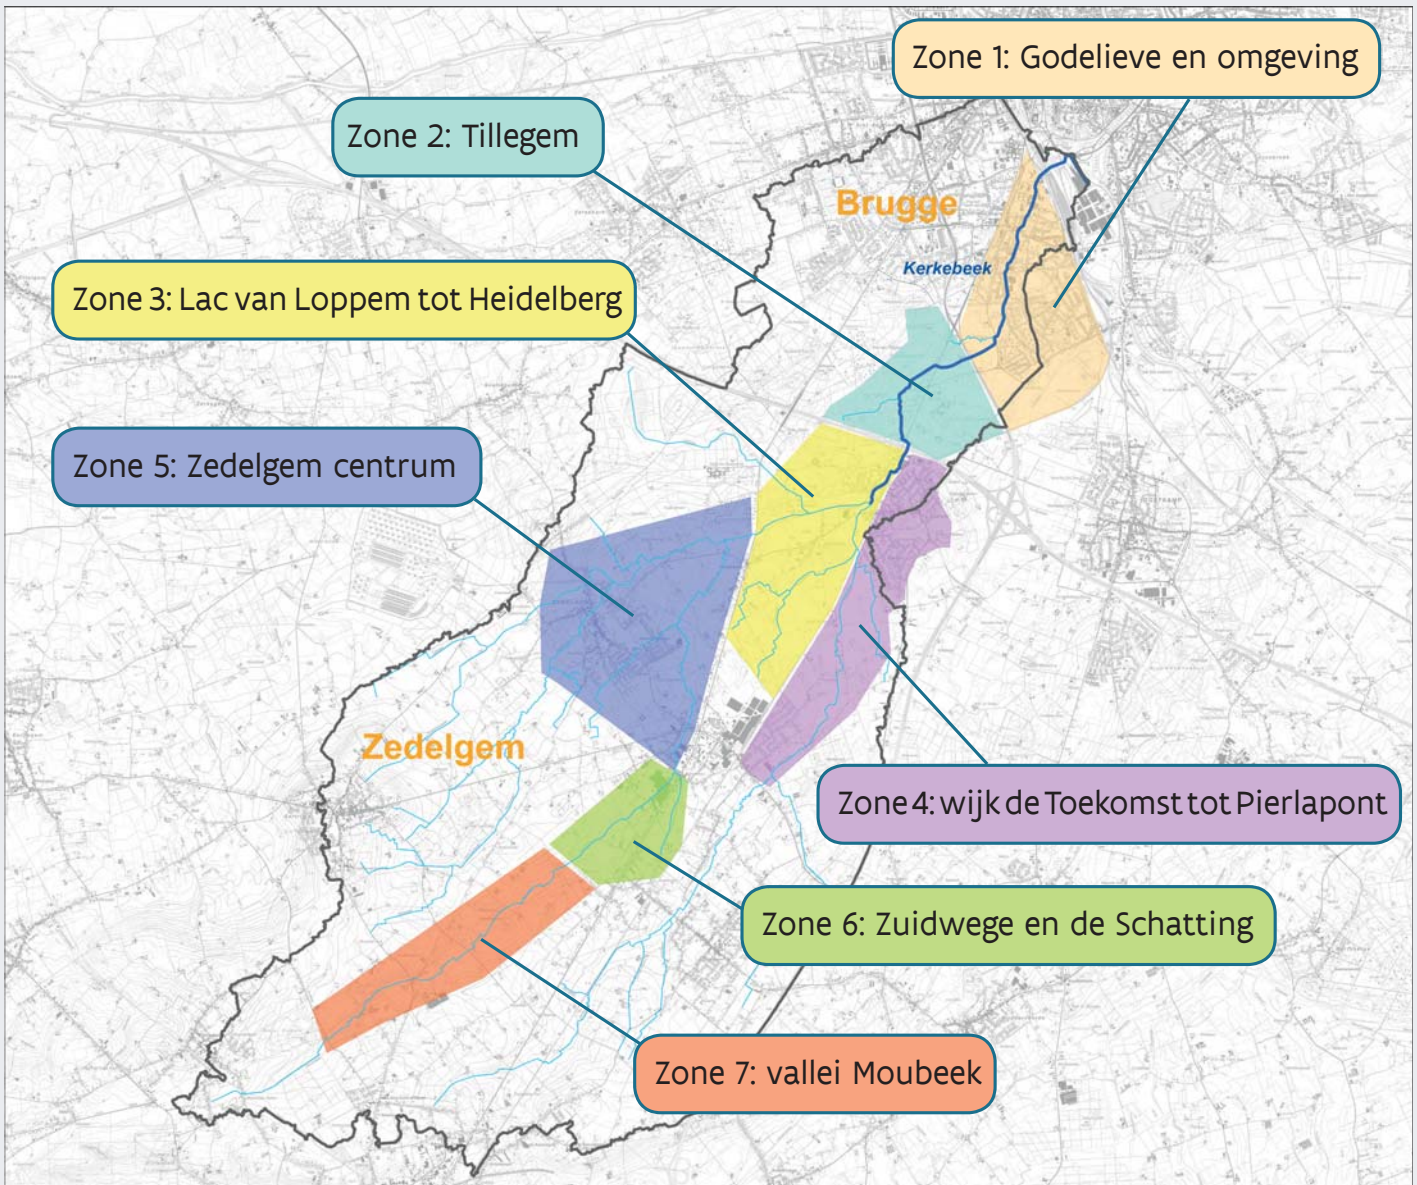 Zone 1: Godelieve en omgeving
Zone 2: Tillegem
Brugge
Kerkebeek
Zone 3: Lac van Loppem tot Heidelberg
Zone 5: Zedelgem centrum
Zedelgem
Zone 4: wijk de Toekomst tot Pierlapont
Zone 6: Zuidwege en de Schatting
Zone 7: vallei Moubeek